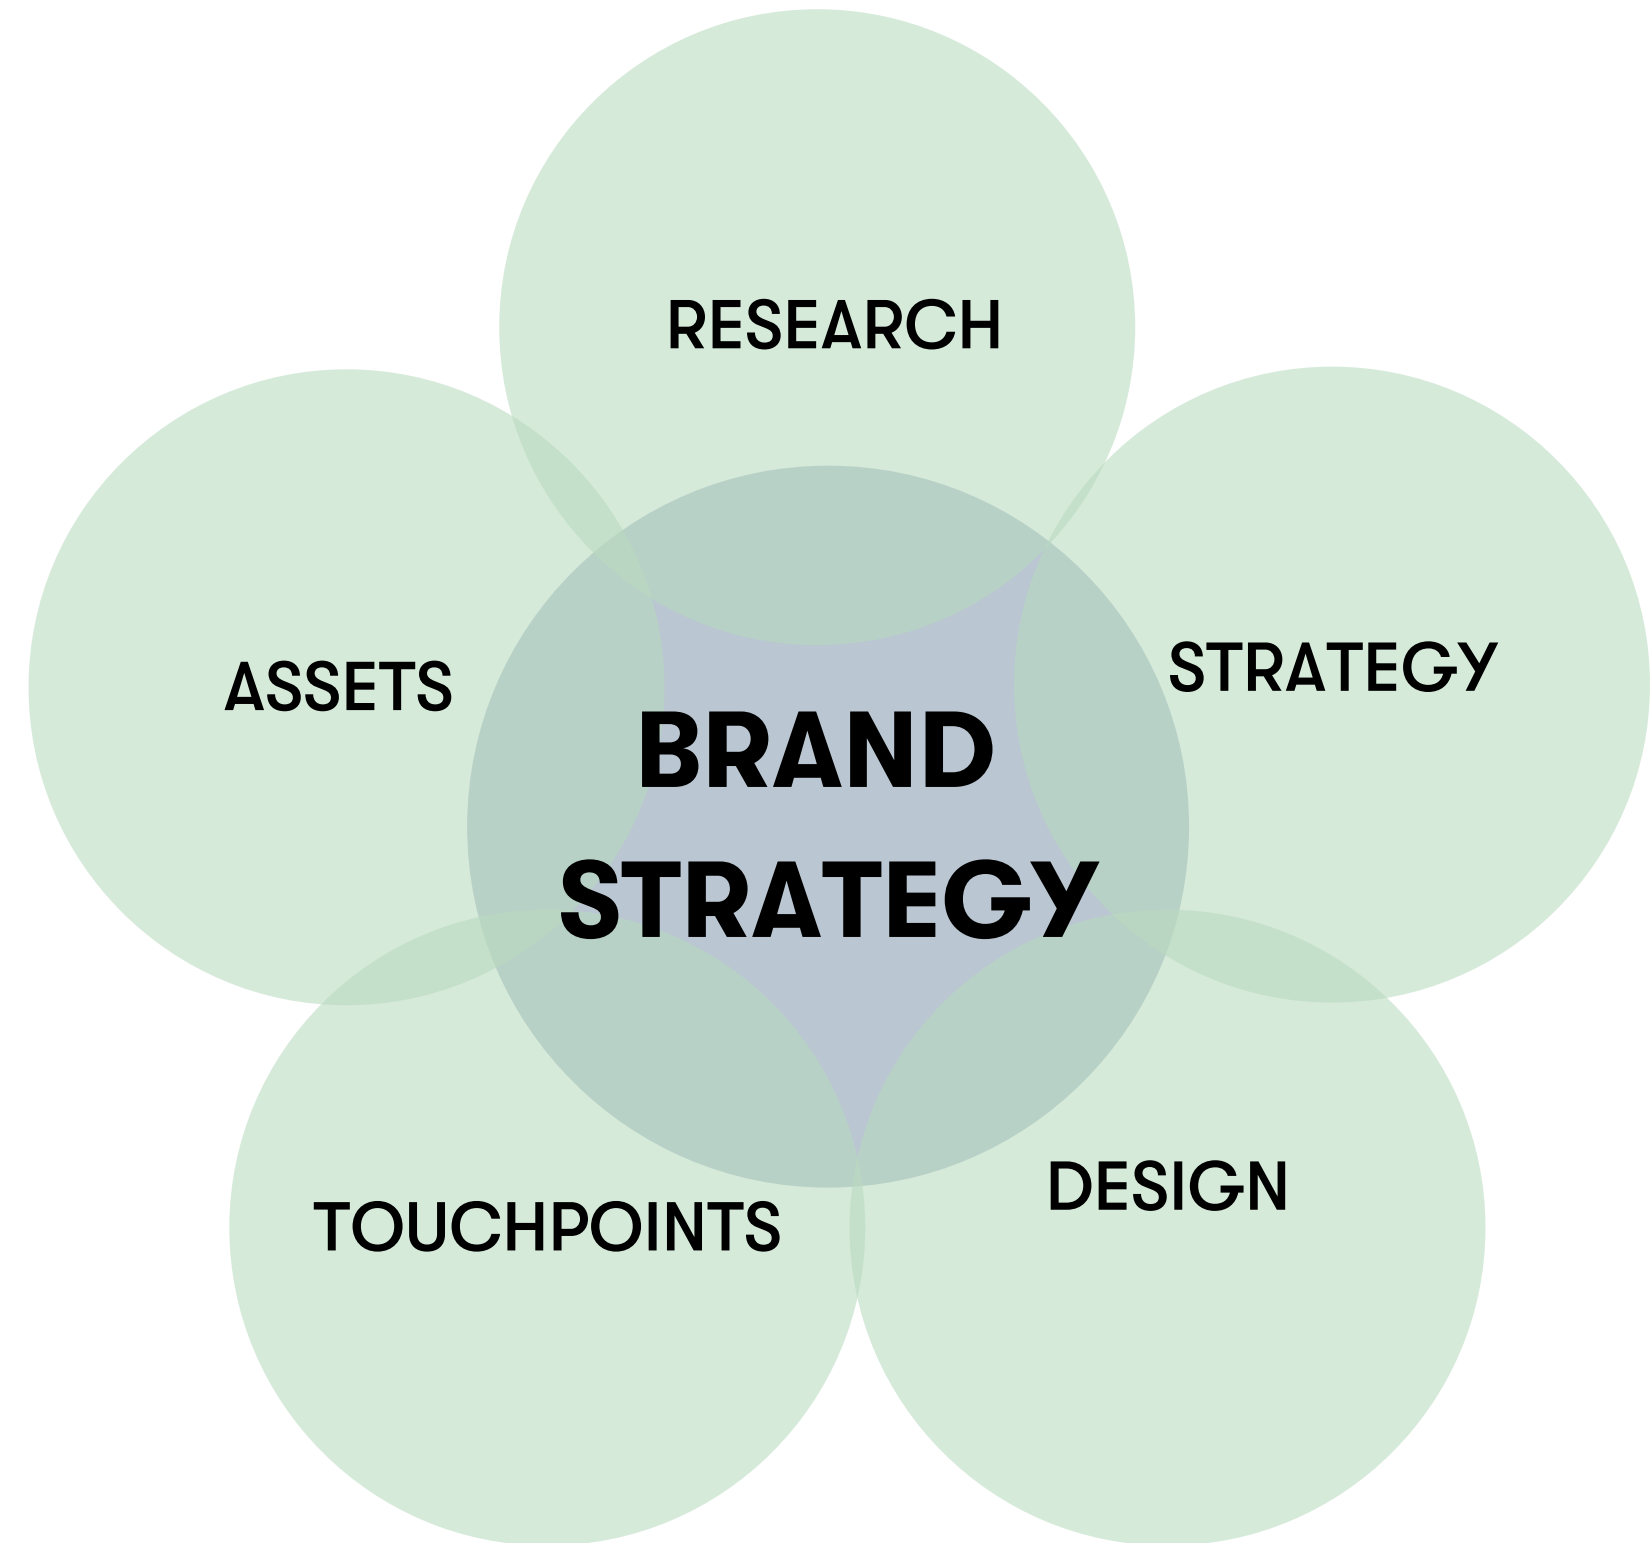 RESEARCH
STRATEGY
ASSETS
BRAND
STRATEGY
DESIGN
TOUCHPOINTS